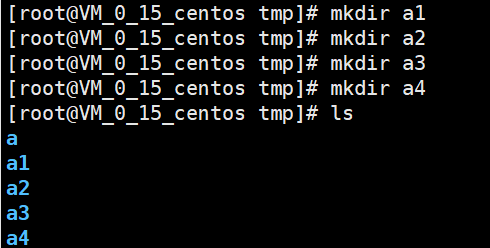 [root@VM_0_15_centos tmp]# mkdir a1
[root@VM_0_15_centos tmp]# mkdir a2
[root@VM_0_15_centos tmp]# mkdir a3
[root@VM_0_15_centos tmp]# mkdir a4
[root@VM_0_15_centos tmp]# ls
a
a1
a2
a3
a4